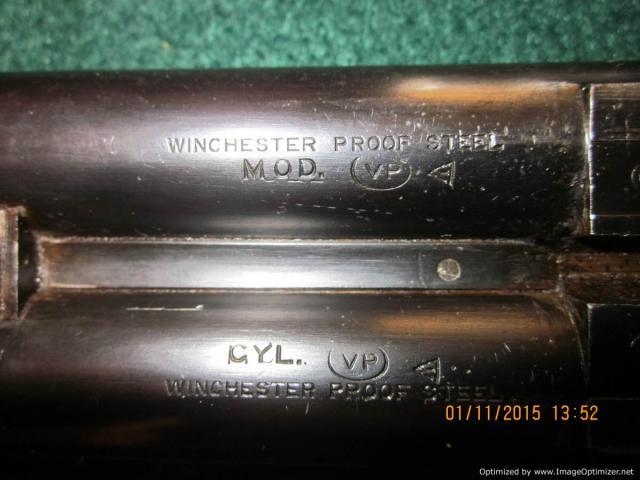 WINCHESTER PROOF STEEL
MOD. VP A
CYL. VP A
WINCHESTER PROOF STEEL
01/11/2015 13:52
Optimized by www.ImageOptimizer.net